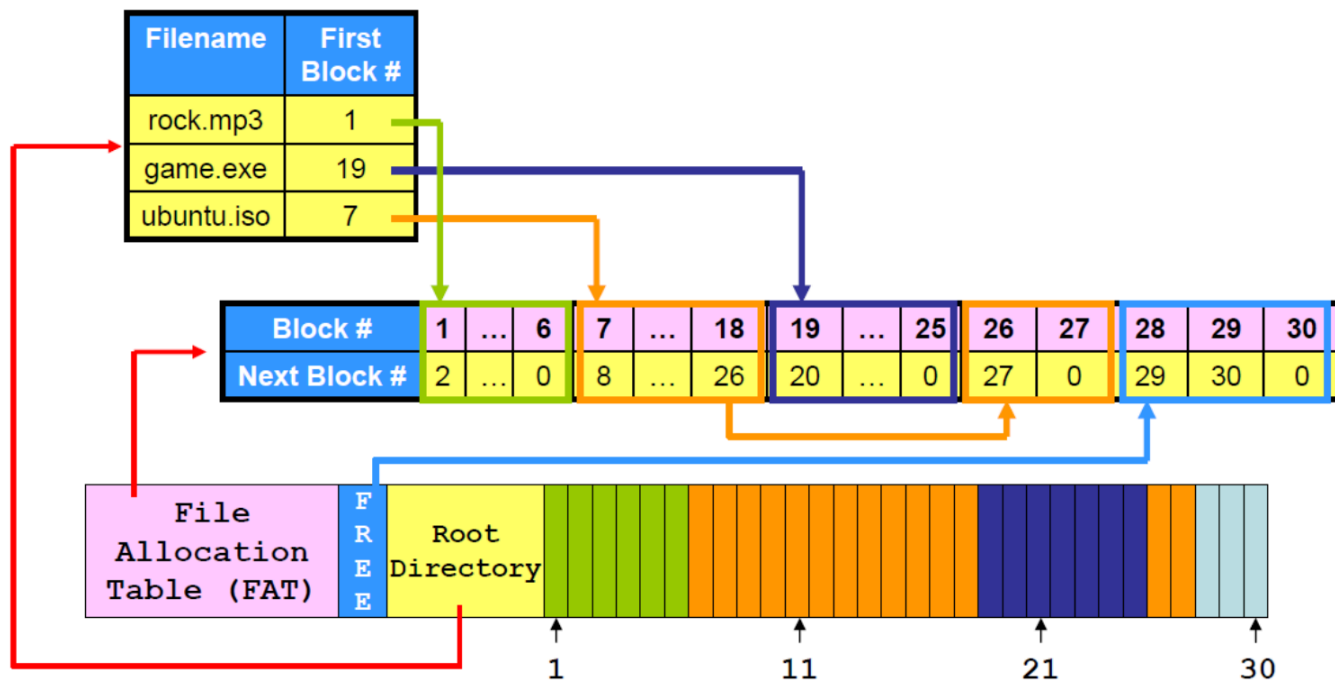 Filename First Block #
rock.mp3 1
game.exe 19
ubuntu.iso 7
Block # 1 ... 6 7 ... 18 19 ... 25 26 27 28 29 30
Next Block # 2 ... 0 8 ... 26 20 ... 0 27 0 29 30 0
File Allocation Table (FAT)
FREE
Root Directory
1 11 21 30